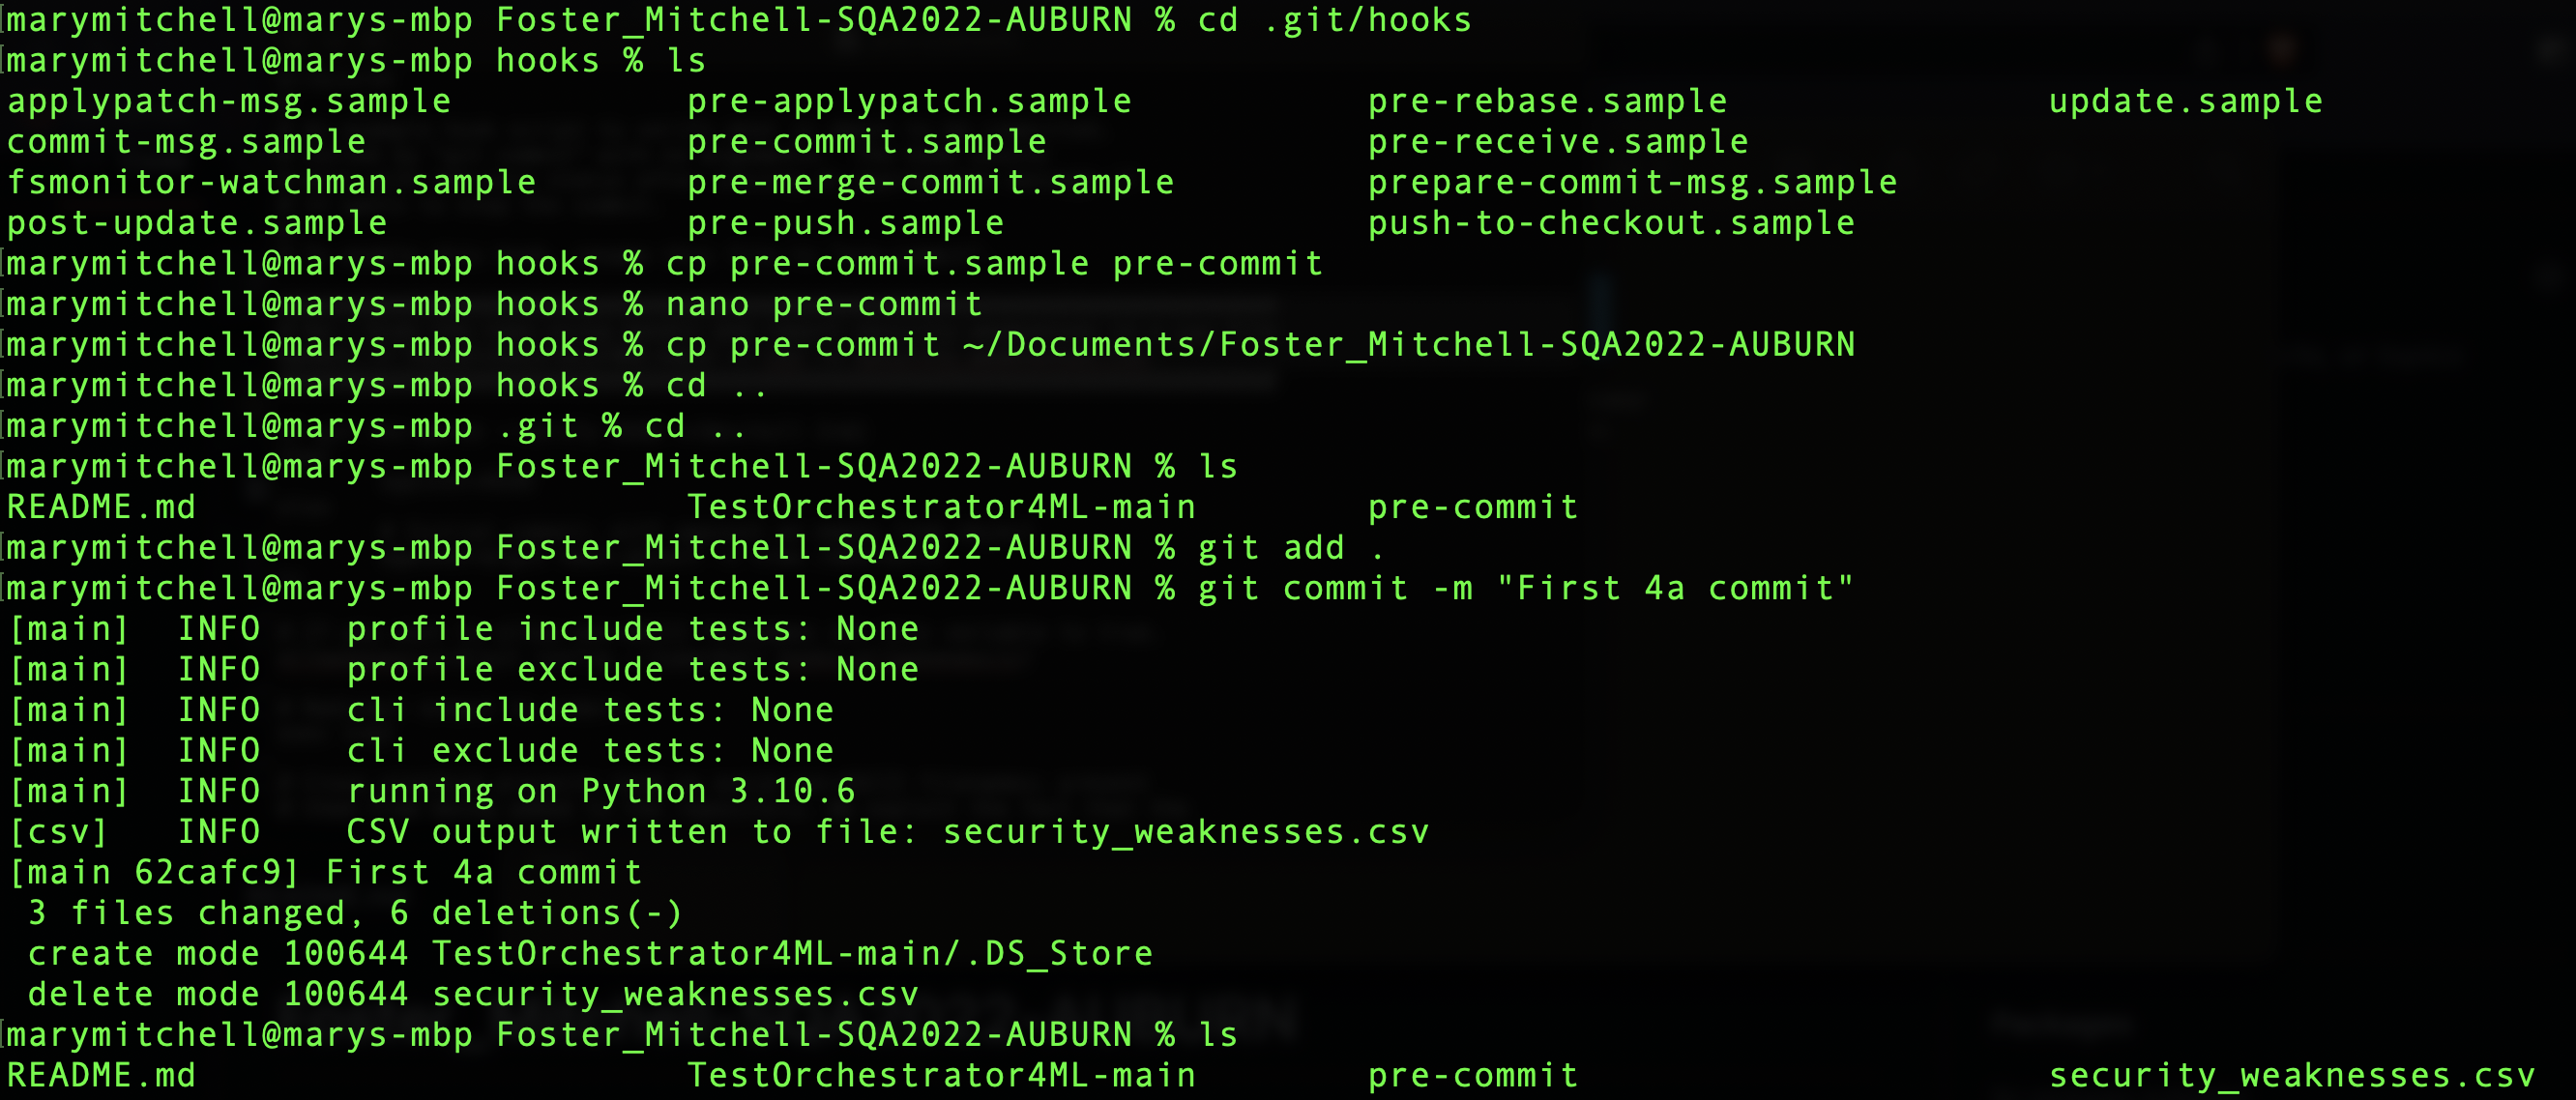 marymitchell@marys-mbp Foster_Mitchell-SQA2022-AUBURN % cd .git/hooks
marymitchell@marys-mbp hooks % ls
applypatch-msg.sample pre-applypatch.sample pre-rebase.sample update.sample
commit-msg.sample pre-commit.sample pre-receive.sample
fsmonitor-watchman.sample pre-merge-commit.sample prepare-commit-msg.sample
post-update.sample pre-push.sample push-to-checkout.sample
marymitchell@marys-mbp hooks % cp pre-commit.sample pre-commit
marymitchell@marys-mbp hooks % nano pre-commit
marymitchell@marys-mbp hooks % cp pre-commit ~/Documents/Foster_Mitchell-SQA2022-AUBURN
marymitchell@marys-mbp hooks % cd ..
marymitchell@marys-mbp .git % cd ..
marymitchell@marys-mbp Foster_Mitchell-SQA2022-AUBURN % ls
README.md TestOrchestrator4ML-main pre-commit
marymitchell@marys-mbp Foster_Mitchell-SQA2022-AUBURN % git add .
marymitchell@marys-mbp Foster_Mitchell-SQA2022-AUBURN % git commit -m "First 4a commit"
[main] INFO profile include tests: None
[main] INFO profile exclude tests: None
[main] INFO cli include tests: None
[main] INFO cli exclude tests: None
[main] INFO running on Python 3.10.6
[csv] INFO CSV output written to file: security_weaknesses.csv
[main 62cafc9] First 4a commit
3 files changed, 6 deletions(-)
create mode 100644 TestOrchestrator4ML-main/.DS_Store
delete mode 100644 security_weaknesses.csv
marymitchell@marys-mbp Foster_Mitchell-SQA2022-AUBURN % ls
README.md TestOrchestrator4ML-main pre-commit security_weaknesses.csv